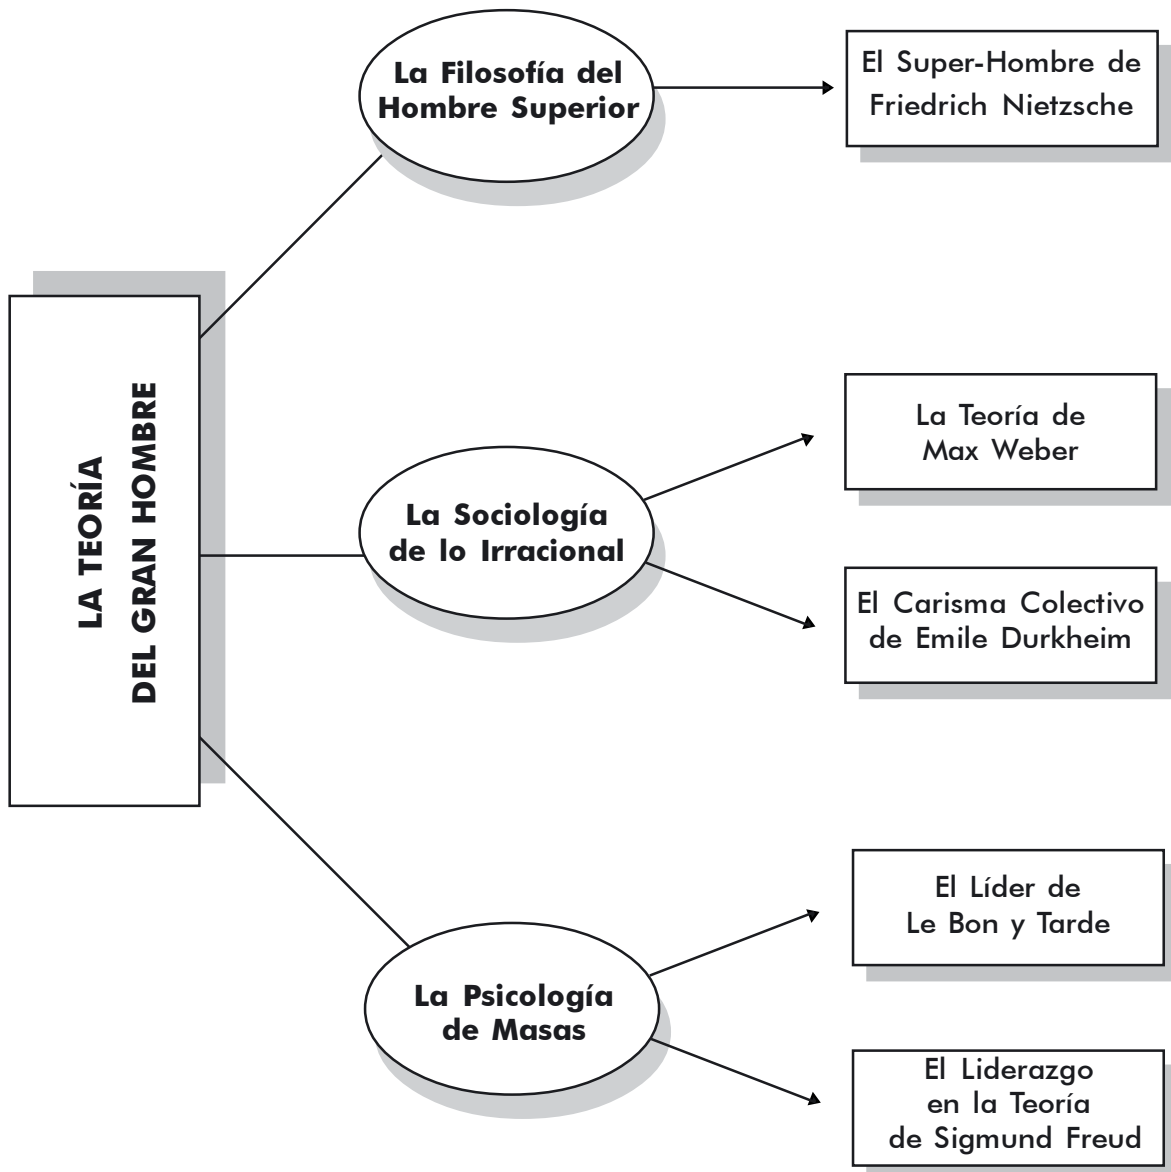 La Filosofía del
Hombre Superior
El Super-Hombre de
Friedrich Nietzsche
LA TEORÍA
DEL GRAN HOMBRE
La Sociología
de lo Irracional
La Teoría de
Max Weber
El Carisma Colectivo
de Emile Durkheim
La Psicología
de Masas
El Líder de
Le Bon y Tarde
El Liderazgo
en la Teoría
de Sigmund Freud